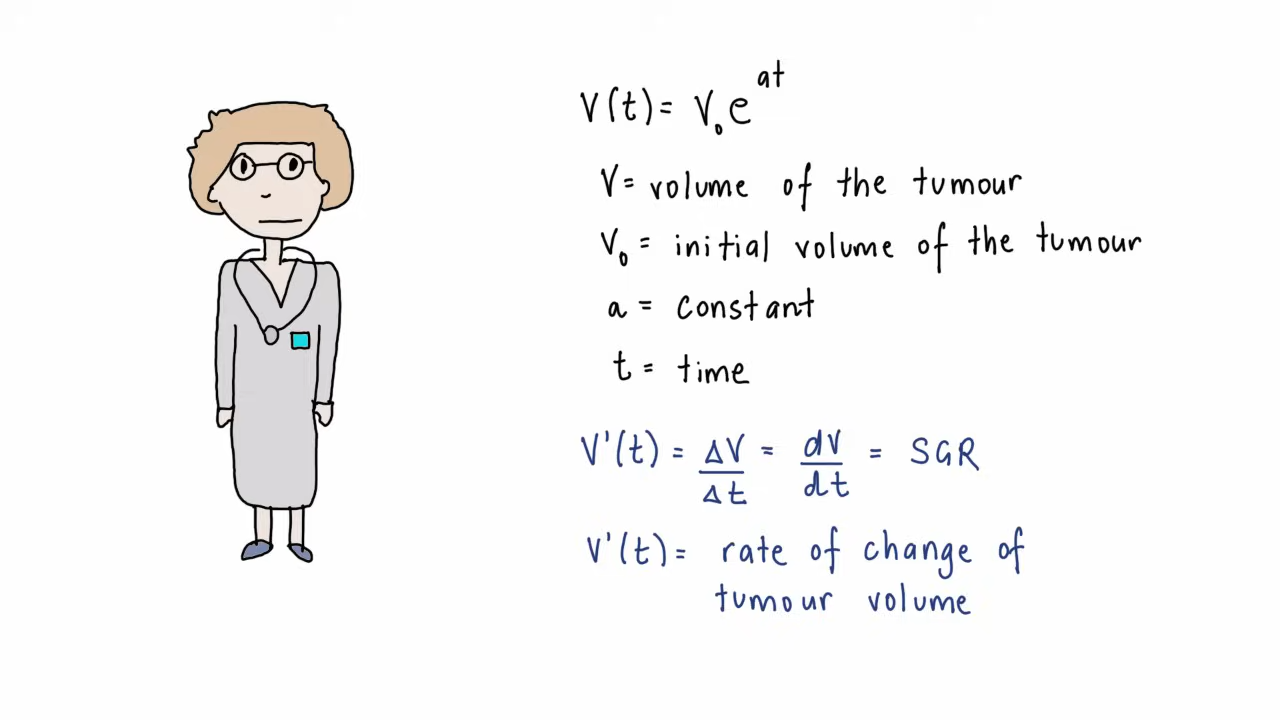 V(t) = V₀e^at
V = volume of the tumour
V₀ = initial volume of the tumour
a = constant
t = time
V'(t) = ΔV/Δt = dV/dt = SGR
V'(t) = rate of change of
tumour volume